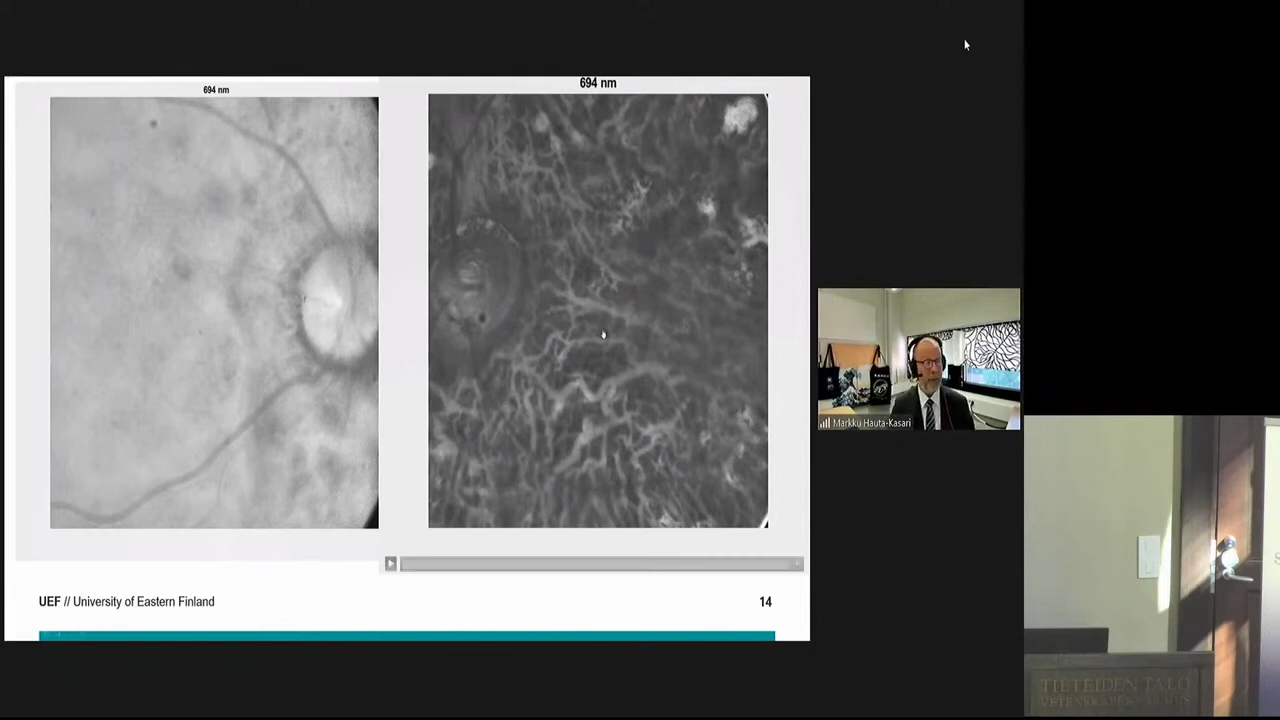 694 nm
694 nm
Markku Hauta-Kasari
UEF // University of Eastern Finland
14
TIETEIDEN TALO